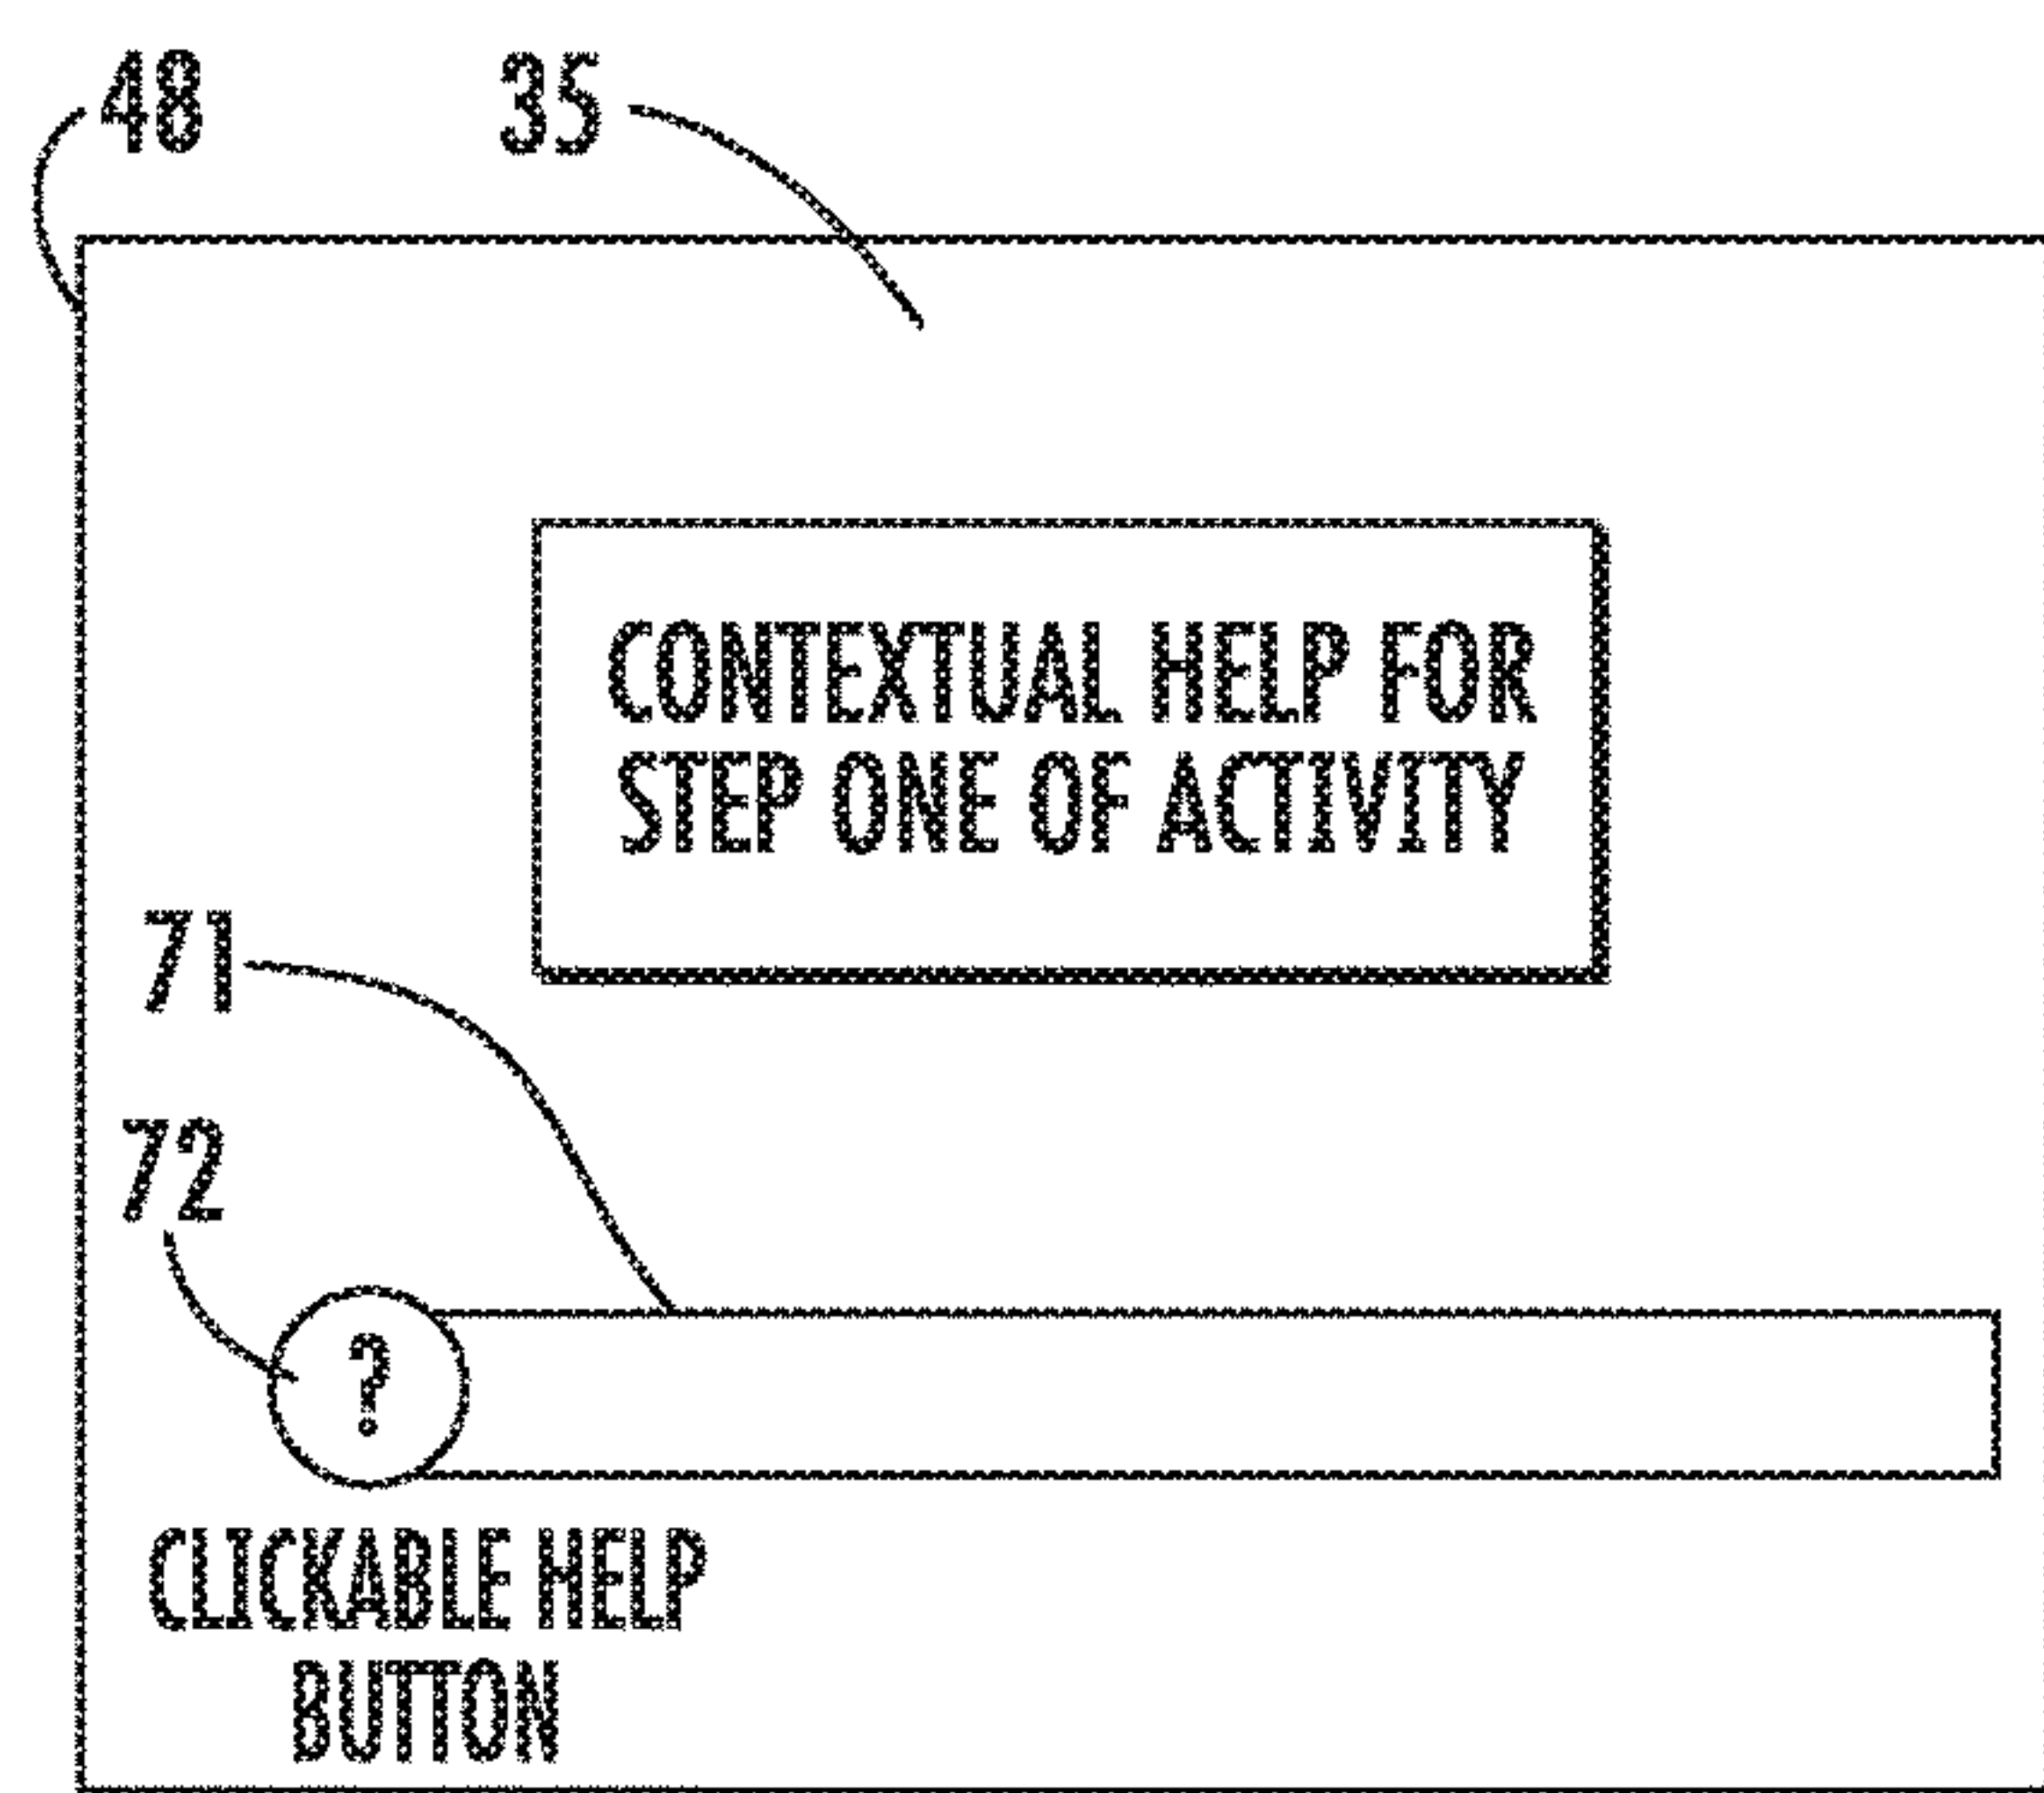 48 35
CONTEXTUAL HELP FOR
STEP ONE OF ACTIVITY
71
72
?
CLICKABLE HELP
BUTTON